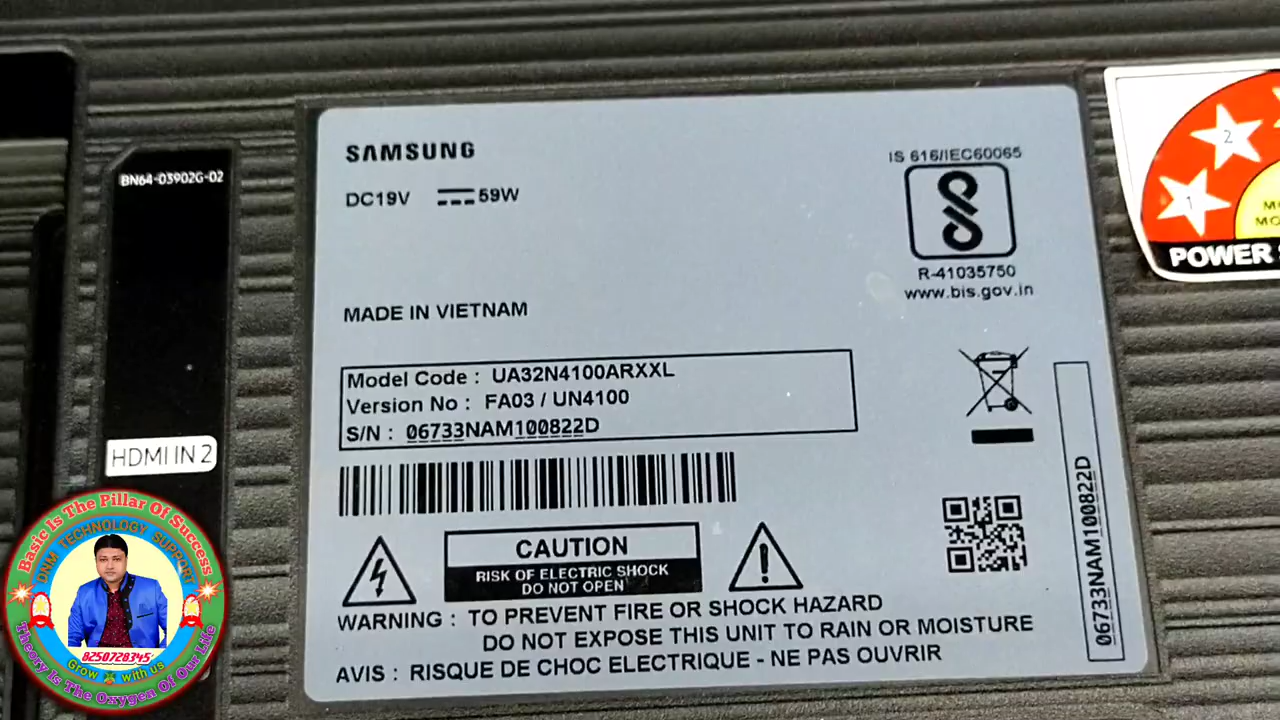 BN64-03902G-02
HDMI IN 2
SAMSUNG
DC19V 59W
MADE IN VIETNAM
IS 616/IEC60065
R-41035750
www.bis.gov.in
Model Code : UA32N4100ARXXL
Version No : FA03 / UN4100
S/N : 06733NAM100822D
CAUTION
RISK OF ELECTRIC SHOCK
DO NOT OPEN
WARNING : TO PREVENT FIRE OR SHOCK HAZARD
DO NOT EXPOSE THIS UNIT TO RAIN OR MOISTURE
AVIS : RISQUE DE CHOC ELECTRIQUE - NE PAS OUVRIR
06733NAM100822D
1
2
POWER
Basic Is The Pillar Of Success
DNM TECHNOLOGY SUPPORT
8250728345
Grow with us
Theory Is The Oxygen Of Our Life